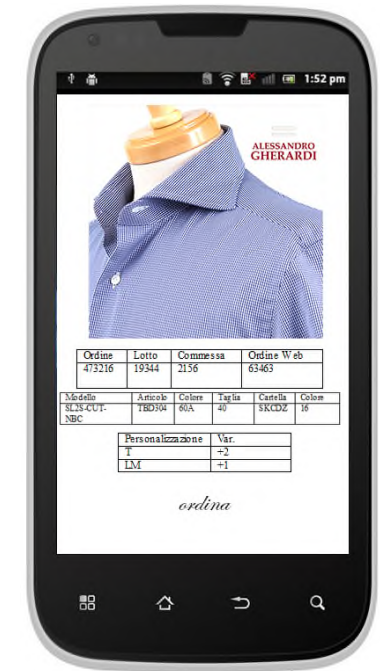 1:52 pm
ALESSANDRO
GHERARDI
Ordine Lotto Commessa Ordine Web
473216 19344 2156 63463
Modello Articolo Colore Taglia Cartella Colore
SL2S-CUT- TBD304 60A 40 SKCDZ 16
NBC
Personalizzazione Var.
T +2
LM +1
ordina